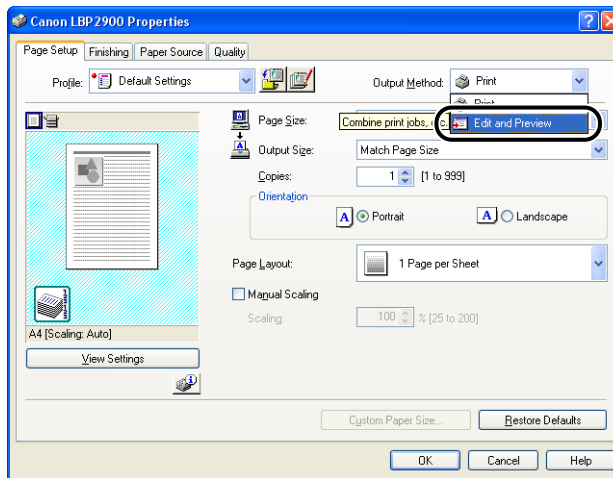 Canon LBP2900 Properties
Page Setup Finishing Paper Source Quality
Profile: Default Settings Output Method: Print
Print
Page Size: Combine print jobs, etc. Edit and Preview
Output Size: Match Page Size
Copies: 1 [1 to 999]
Orientation
A Portrait A Landscape
Page Layout: 1 Page per Sheet
Manual Scaling
Scaling: 100 % [25 to 200]
A4 [Scaling: Auto]
View Settings
Custom Paper Size... Restore Defaults
OK Cancel Help